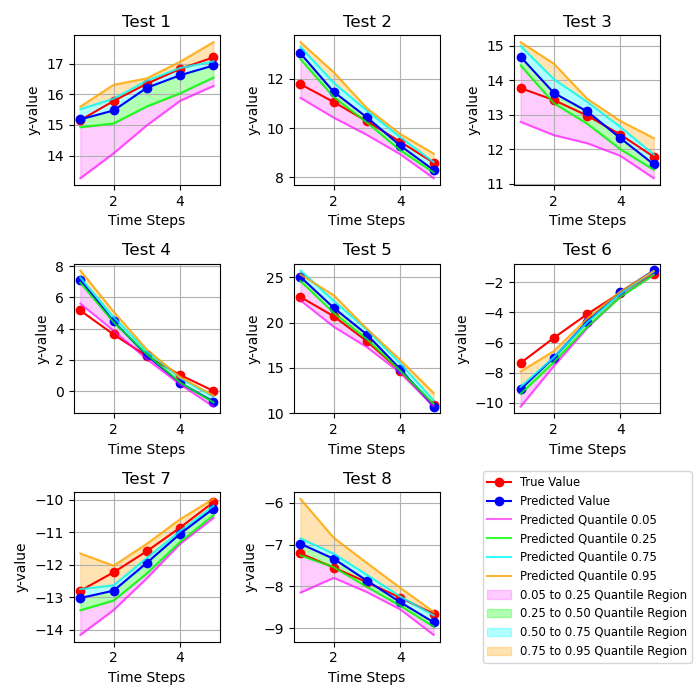 Test 1
Test 2
Test 3
17
16
15
14
y-value
2
4
Time Steps
12
10
8
y-value
2
4
Time Steps
15
14
13
12
11
y-value
2
4
Time Steps
Test 4
Test 5
Test 6
8
6
4
2
0
y-value
2
4
Time Steps
25
20
15
10
y-value
2
4
Time Steps
−2
−4
−6
−8
−10
y-value
2
4
Time Steps
Test 7
Test 8
−10
−11
−12
−13
−14
y-value
2
4
Time Steps
−6
−7
−8
−9
y-value
2
4
Time Steps
True Value
Predicted Value
Predicted Quantile 0.05
Predicted Quantile 0.25
Predicted Quantile 0.75
Predicted Quantile 0.95
0.05 to 0.25 Quantile Region
0.25 to 0.50 Quantile Region
0.50 to 0.75 Quantile Region
0.75 to 0.95 Quantile Region